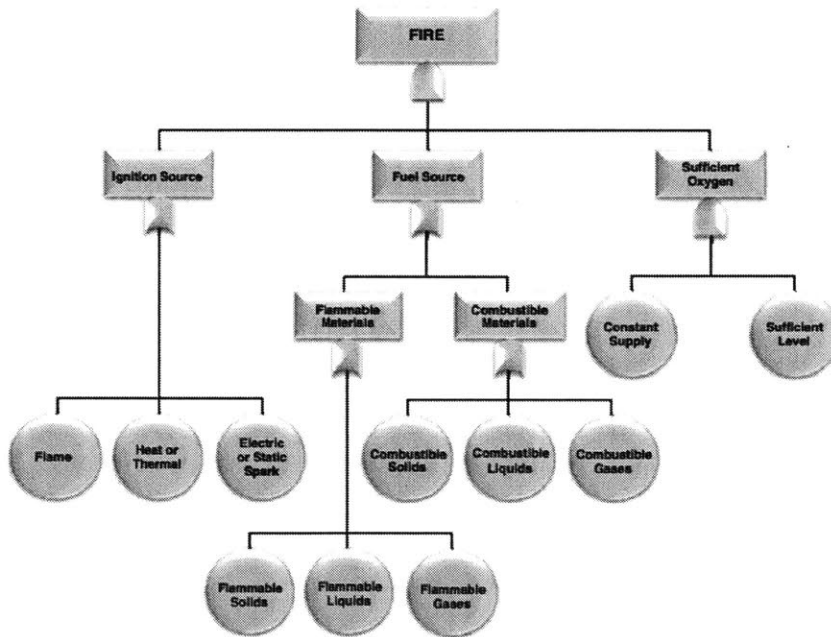 FIRE
Ignition Source
Fuel Source
Sufficient
Oxygen
Flammable
Materials
Combustible
Materials
Constant
Supply
Sufficient
Level
Flame
Heat or
Thermal
Electric
or Static
Spark
Combustible
Solids
Combustible
Liquids
Combustible
Gases
Flammable
Solids
Flammable
Liquids
Flammable
Gases